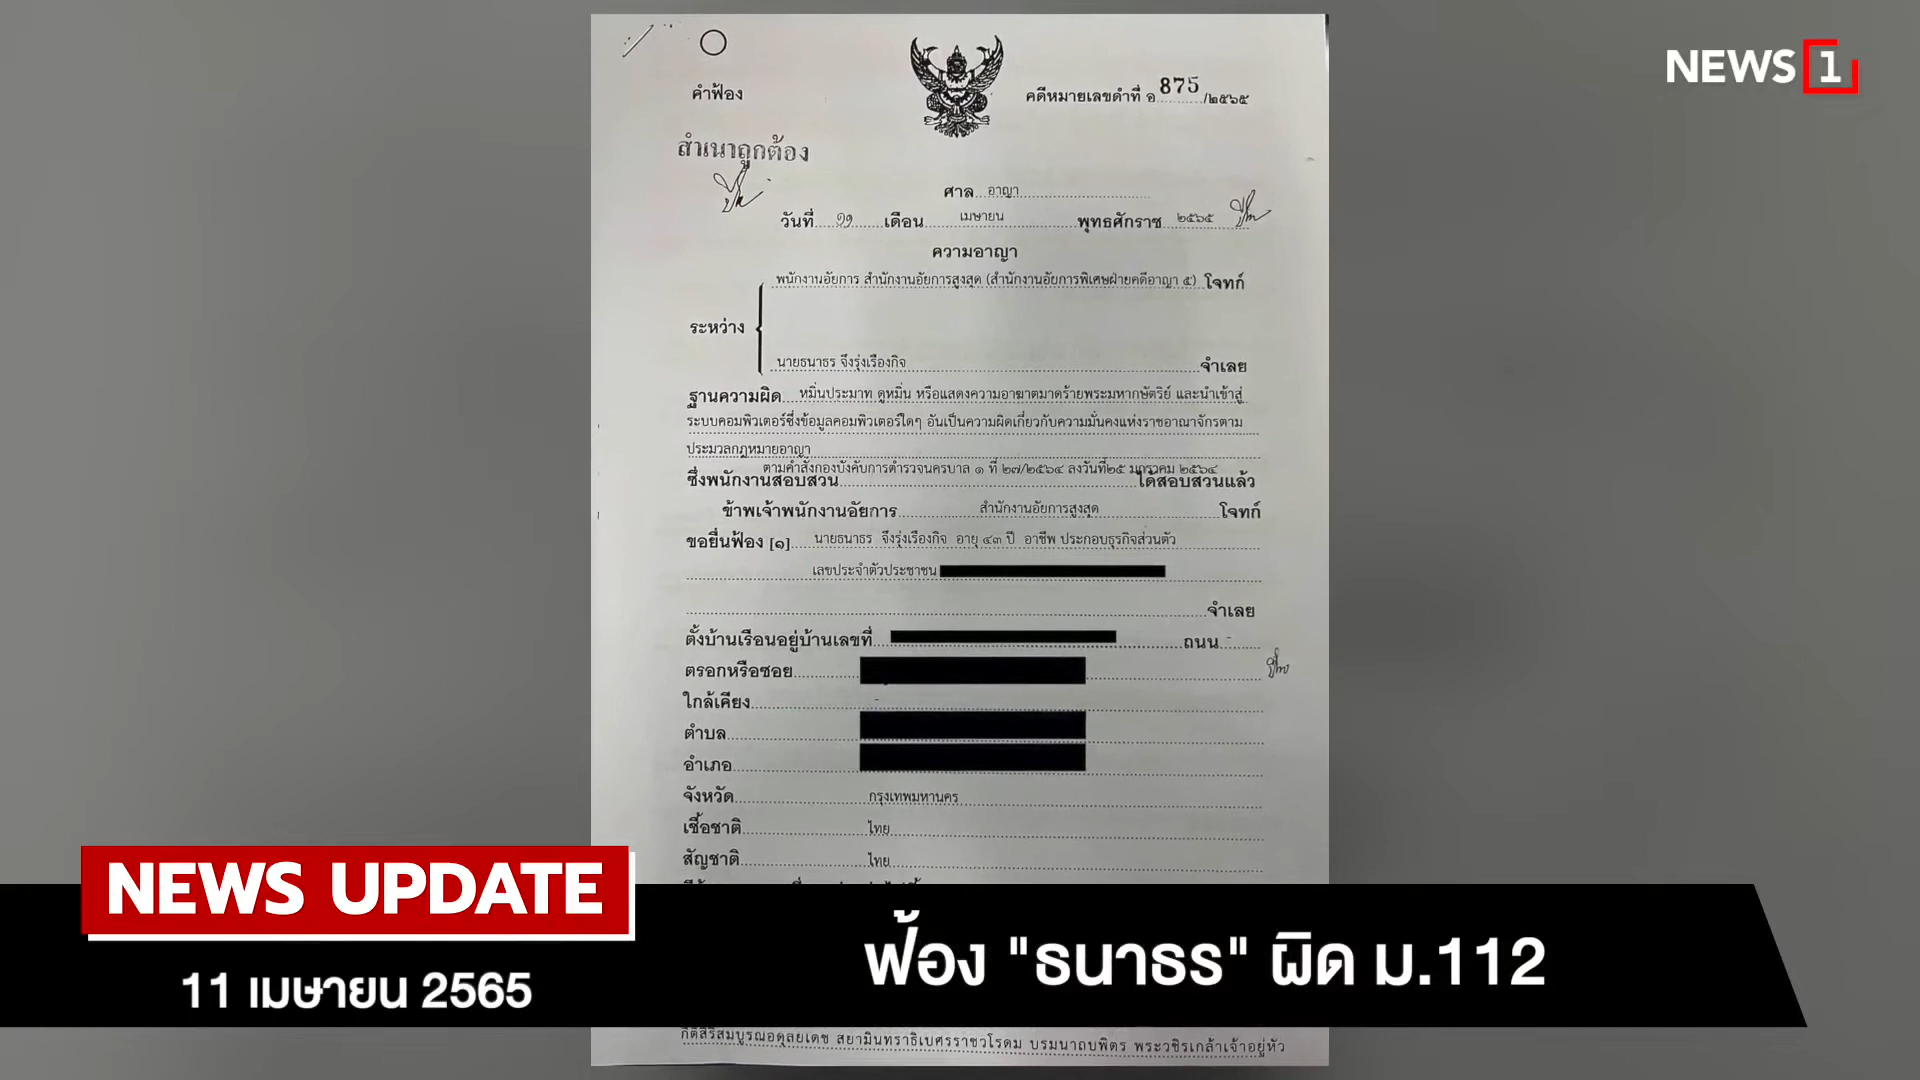 NEWS 1
คำฟ้อง
คดีหมายเลขดำที่ อ 875 /๒๕๖๕
สำเนาถูกต้อง
ศาล อาญา
วันที่ ๑๑ เดือน เมษายน พุทธศักราช ๒๕๖๕
ความอาญา
พนักงานอัยการ สำนักงานอัยการสูงสุด (สำนักงานอัยการพิเศษฝ่ายคดีอาญา ๕) โจทก์
ระหว่าง
นายธนาธร จึงรุ่งเรืองกิจ จำเลย
ฐานความผิด หมิ่นประมาท ดูหมิ่น หรือแสดงความอาฆาตมาดร้ายพระมหากษัตริย์ และนำเข้าสู่
ระบบคอมพิวเตอร์ซึ่งข้อมูลคอมพิวเตอร์ใดๆ อันเป็นความผิดเกี่ยวกับความมั่นคงแห่งราชอาณาจักรตาม
ประมวลกฎหมายอาญา
ตามคำสั่งกองบังคับการตำรวจนครบาล ๑ ที่ ๒๗/๒๕๖๔ ลงวันที่๒๕ มกราคม ๒๕๖๔
ซึ่งพนักงานสอบสวน ได้สอบสวนแล้ว
ข้าพเจ้าพนักงานอัยการ สำนักงานอัยการสูงสุด โจทก์
ขอยื่นฟ้อง [๑] นายธนาธร จึงรุ่งเรืองกิจ อายุ ๔๓ ปี อาชีพ ประกอบธุรกิจส่วนตัว
เลขประจำตัวประชาชน
จำเลย
ตั้งบ้านเรือนอยู่บ้านเลขที่ ถนน -
ตรอกหรือซอย
ใกล้เคียง -
ตำบล
อำเภอ
จังหวัด กรุงเทพมหานคร
เชื้อชาติ ไทย
สัญชาติ ไทย
NEWS UPDATE
11 เมษายน 2565
ฟ้อง "ธนาธร" ผิด ม.112
กิติสิริสมบูรณอดุลยเดช สยามินทราธิเบศรราชวโรดม บรมนาถบพิตร พระวชิรเกล้าเจ้าอยู่หัว